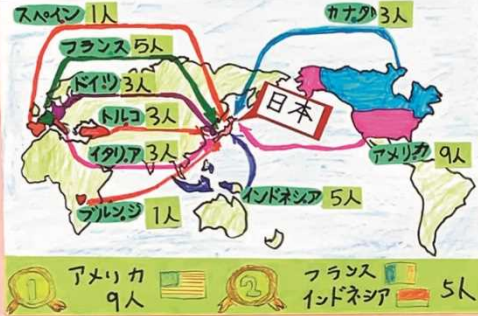 スペイン 1人
フランス 5人
ドイツ 3人
トルコ 3人
イタリア 3人
ブルンジ 1人
カナダ 3人
日本
アメリカ 9人
インドネシア 5人
1 アメリカ 9人
2 フランス インドネシア 5人